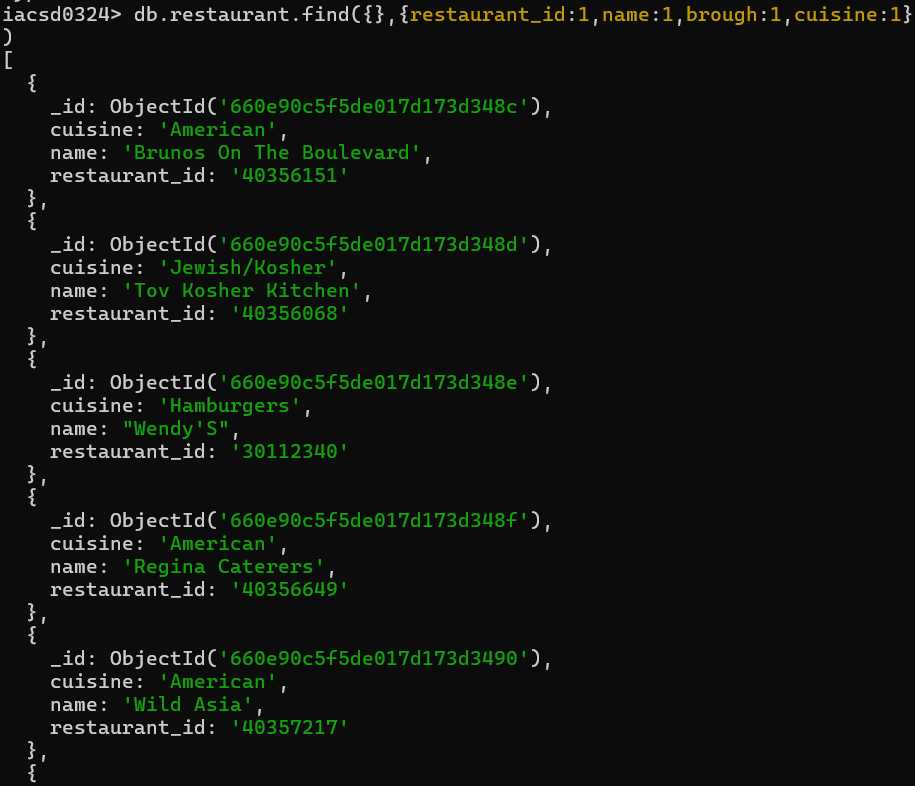 iacsd0324> db.restaurant.find({},{restaurant_id:1,name:1,brough:1,cuisine:1}
)
[
  {
    _id: ObjectId('660e90c5f5de017d173d348c'),
    cuisine: 'American',
    name: 'Brunos On The Boulevard',
    restaurant_id: '40356151'
  },
  {
    _id: ObjectId('660e90c5f5de017d173d348d'),
    cuisine: 'Jewish/Kosher',
    name: 'Tov Kosher Kitchen',
    restaurant_id: '40356068'
  },
  {
    _id: ObjectId('660e90c5f5de017d173d348e'),
    cuisine: 'Hamburgers',
    name: "Wendy'S",
    restaurant_id: '30112340'
  },
  {
    _id: ObjectId('660e90c5f5de017d173d348f'),
    cuisine: 'American',
    name: 'Regina Caterers',
    restaurant_id: '40356649'
  },
  {
    _id: ObjectId('660e90c5f5de017d173d3490'),
    cuisine: 'American',
    name: 'Wild Asia',
    restaurant_id: '40357217'
  },
  {